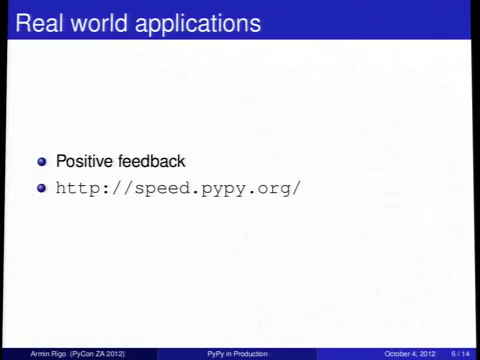 Real world applications
Positive feedback
http://speed.pypy.org/
Armin Rigo (PyCon ZA 2012) PyPy in Production October 4, 2012 6 / 14